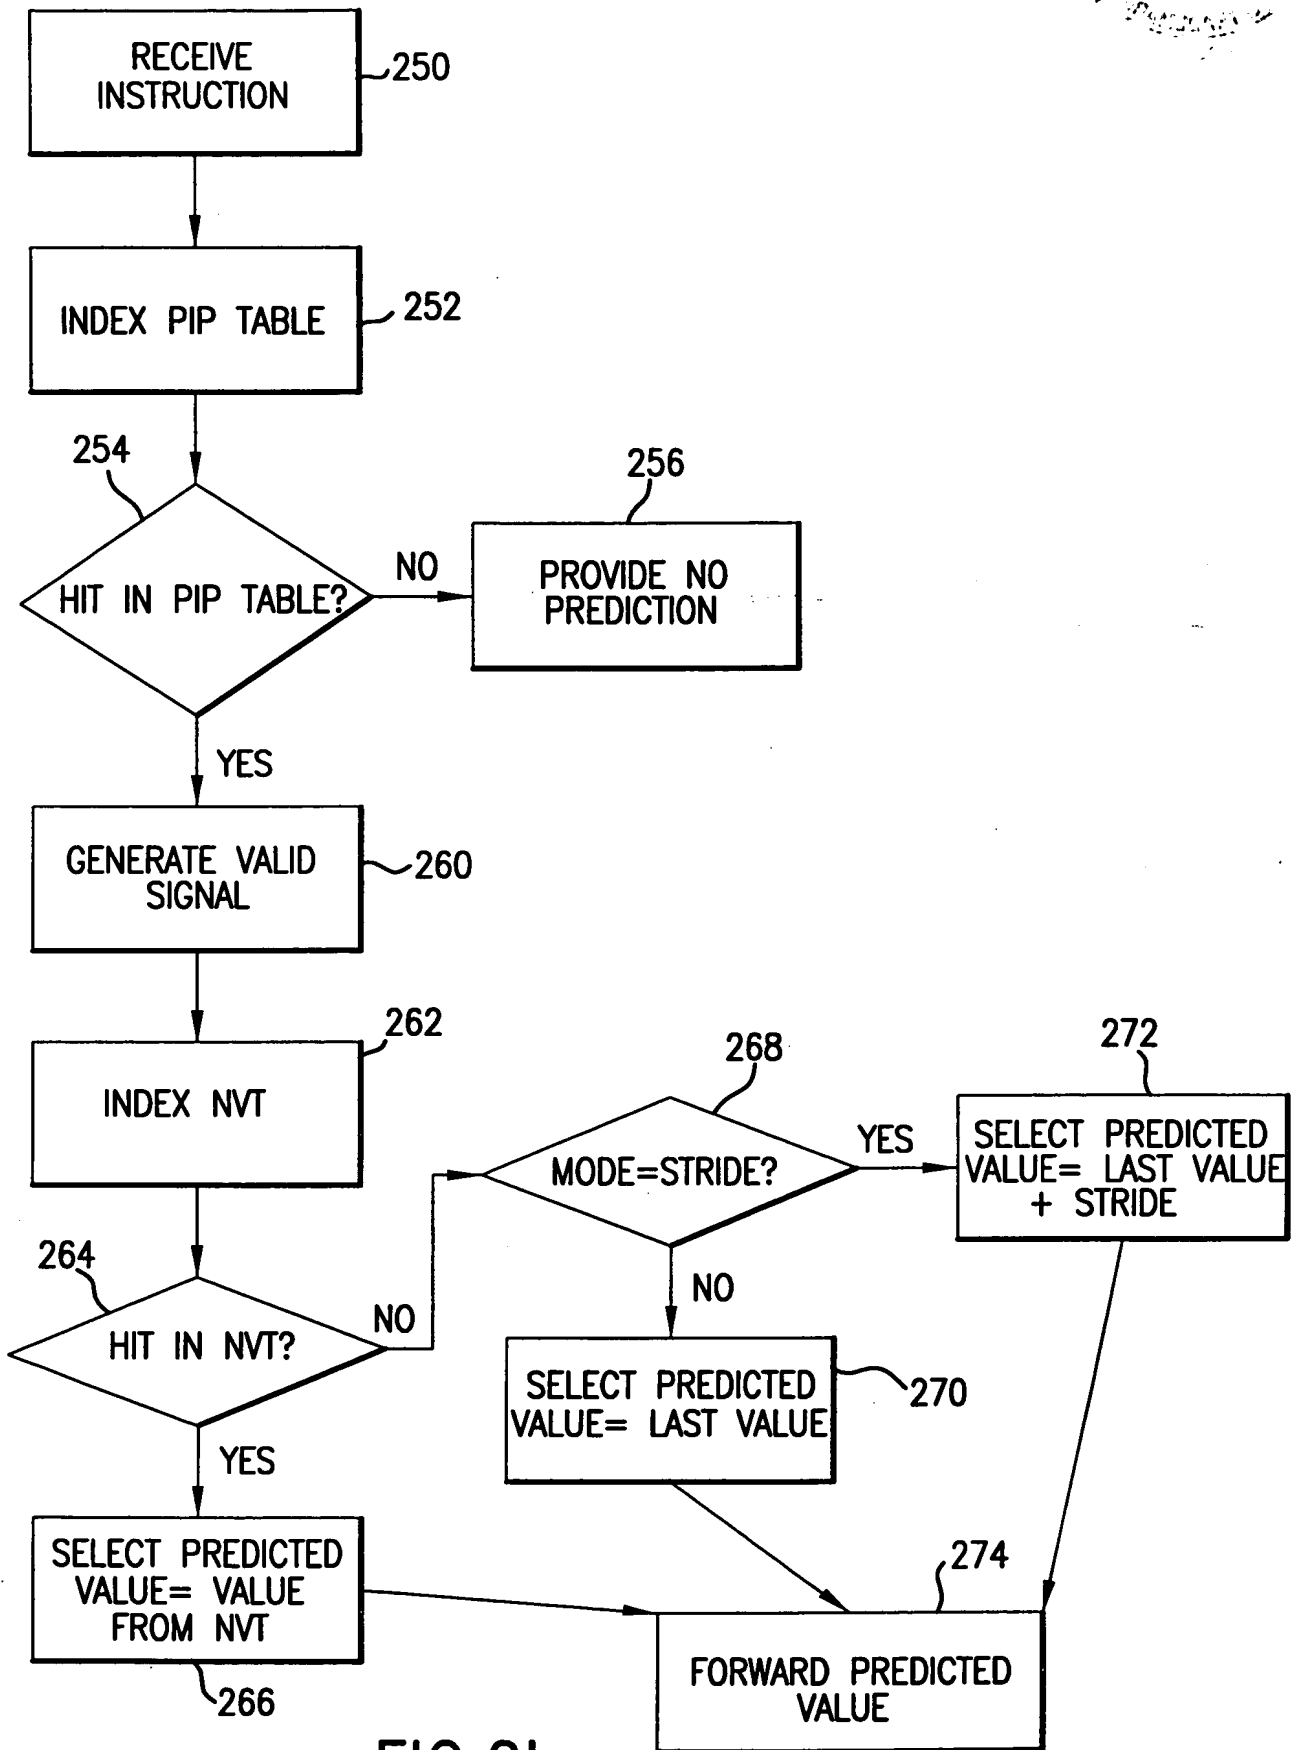 RECEIVE
INSTRUCTION
250
INDEX PIP TABLE
252
254
HIT IN PIP TABLE?
NO
256
PROVIDE NO
PREDICTION
YES
GENERATE VALID
SIGNAL
260
INDEX NVT
262
264
HIT IN NVT?
NO
268
MODE=STRIDE?
YES
272
SELECT PREDICTED
VALUE= LAST VALUE
+ STRIDE
NO
SELECT PREDICTED
VALUE= LAST VALUE
270
YES
SELECT PREDICTED
VALUE= VALUE
FROM NVT
266
274
FORWARD PREDICTED
VALUE